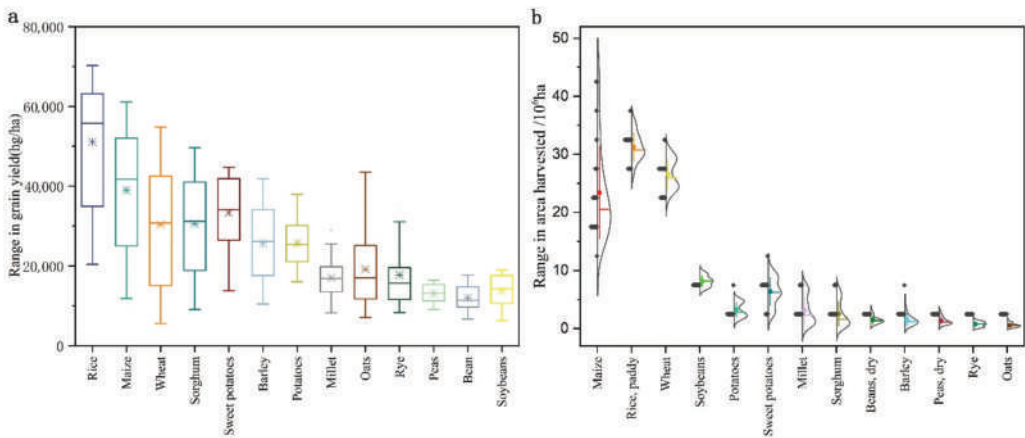 a
Range in grain yield(hg/ha)
80,000
60,000
40,000
20,000
0
Rice
Maize
Wheat
Sorghum
Sweet potatoes
Barley
Potatoes
Millet
Oats
Rye
Peas
Bean
Soybeans
b
Range in area harvested /10⁶ha
50
40
30
20
10
0
Maize
Rice, paddy
Wheat
Soybeans
Potatoes
Sweet potatoes
Millet
Sorghum
Beans, dry
Barley
Peas, dry
Rye
Oats